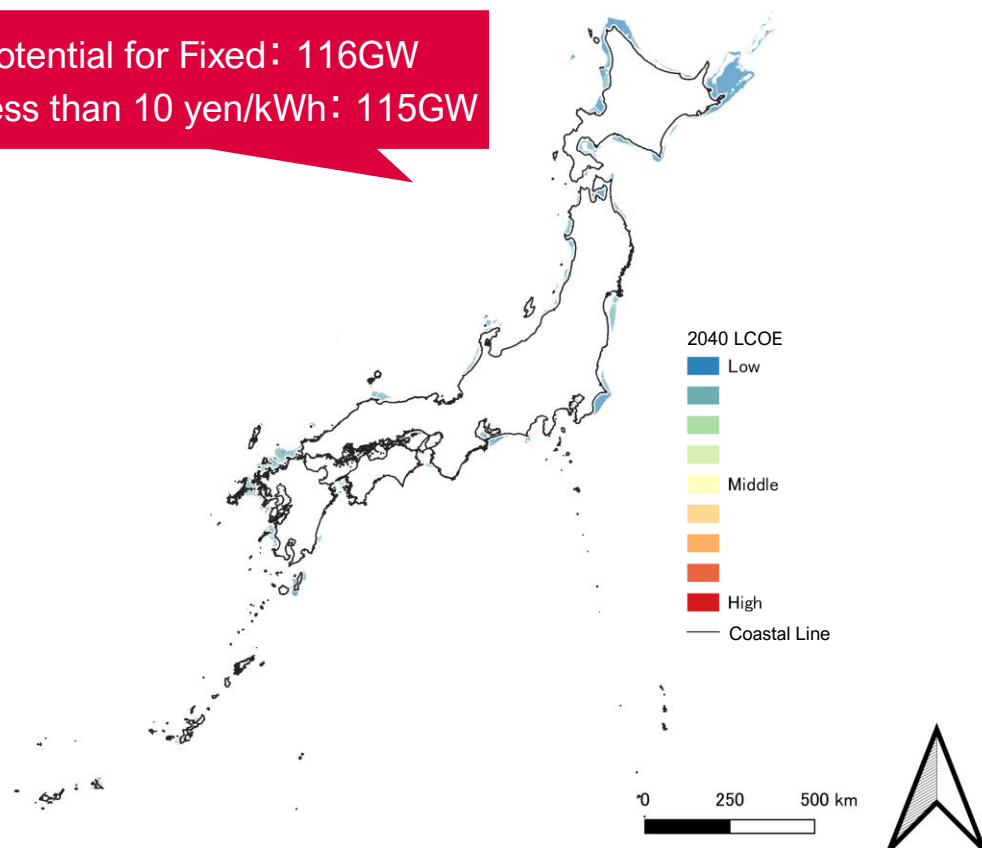 otential for Fixed：116GW
ess than 10 yen/kWh：115GW
2040 LCOE
Low
Middle
High
Coastal Line
0 250 500 km